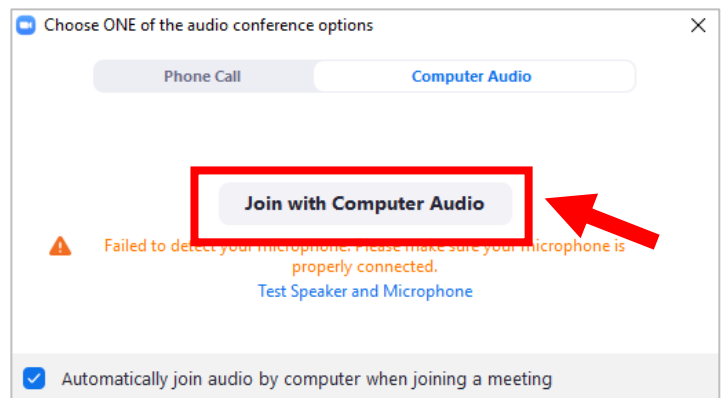 Choose ONE of the audio conference options
Phone Call Computer Audio
Join with Computer Audio
Failed to detect your microphone. Please make sure your microphone is
properly connected.
Test Speaker and Microphone
Automatically join audio by computer when joining a meeting